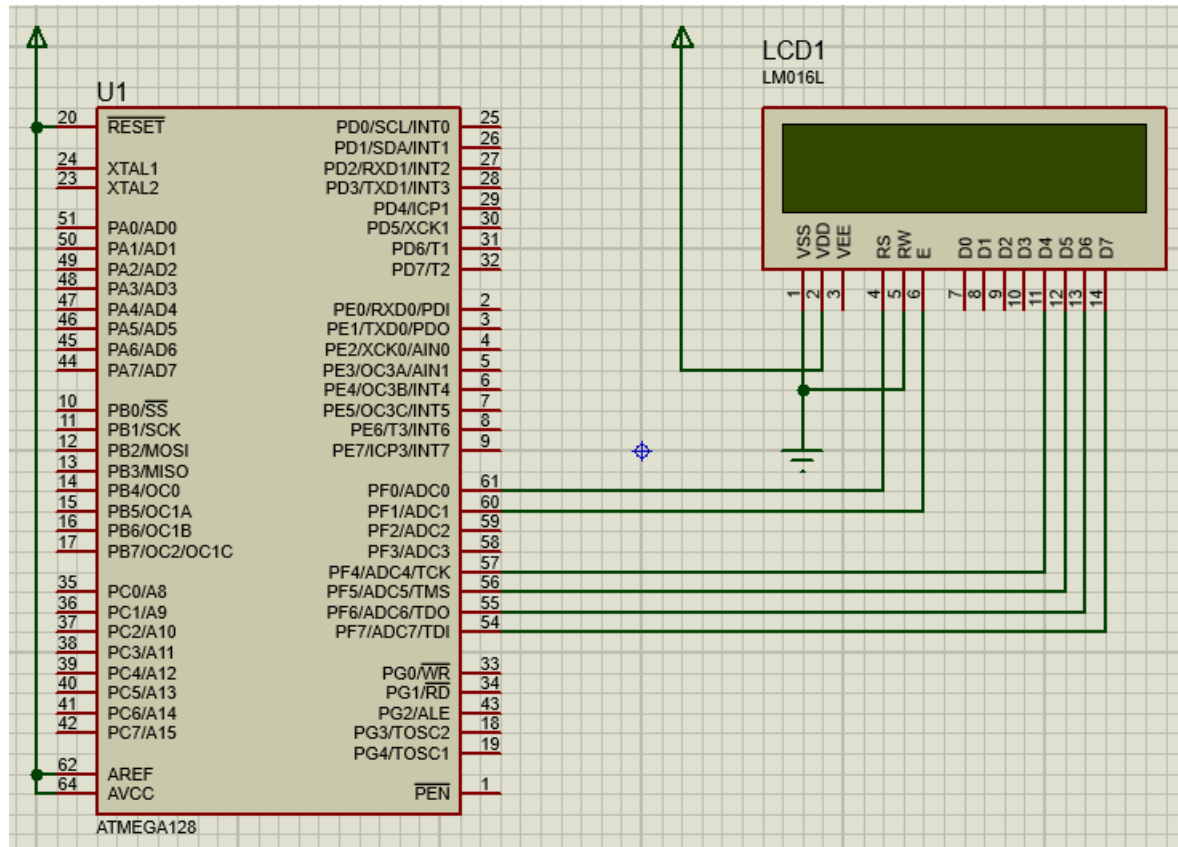 U1
20 RESET
24 XTAL1
23 XTAL2
51 PA0/AD0
50 PA1/AD1
49 PA2/AD2
48 PA3/AD3
47 PA4/AD4
46 PA5/AD5
45 PA6/AD6
44 PA7/AD7
10 PB0/SS
11 PB1/SCK
12 PB2/MOSI
13 PB3/MISO
14 PB4/OC0
15 PB5/OC1A
16 PB6/OC1B
17 PB7/OC2/OC1C
35 PC0/A8
36 PC1/A9
37 PC2/A10
38 PC3/A11
39 PC4/A12
40 PC5/A13
41 PC6/A14
42 PC7/A15
62 AREF
64 AVCC
PD0/SCL/INT0 25
PD1/SDA/INT1 26
PD2/RXD1/INT2 27
PD3/TXD1/INT3 28
PD4/ICP1 29
PD5/XCK1 30
PD6/T1 31
PD7/T2 32
PE0/RXD0/PDI 2
PE1/TXD0/PDO 3
PE2/XCK0/AIN0 4
PE3/OC3A/AIN1 5
PE4/OC3B/INT4 6
PE5/OC3C/INT5 7
PE6/T3/INT6 8
PE7/ICP3/INT7 9
PF0/ADC0 61
PF1/ADC1 60
PF2/ADC2 59
PF3/ADC3 58
PF4/ADC4/TCK 57
PF5/ADC5/TMS 56
PF6/ADC6/TDO 55
PF7/ADC7/TDI 54
PG0/WR 33
PG1/RD 34
PG2/ALE 43
PG3/TOSC2 18
PG4/TOSC1 19
PEN 1
ATMEGA128
LCD1
LM016L
VSS 1
VDD 2
VEE 3
RS 4
RW 5
E 6
D0 7
D1 8
D2 9
D3 10
D4 11
D5 12
D6 13
D7 14